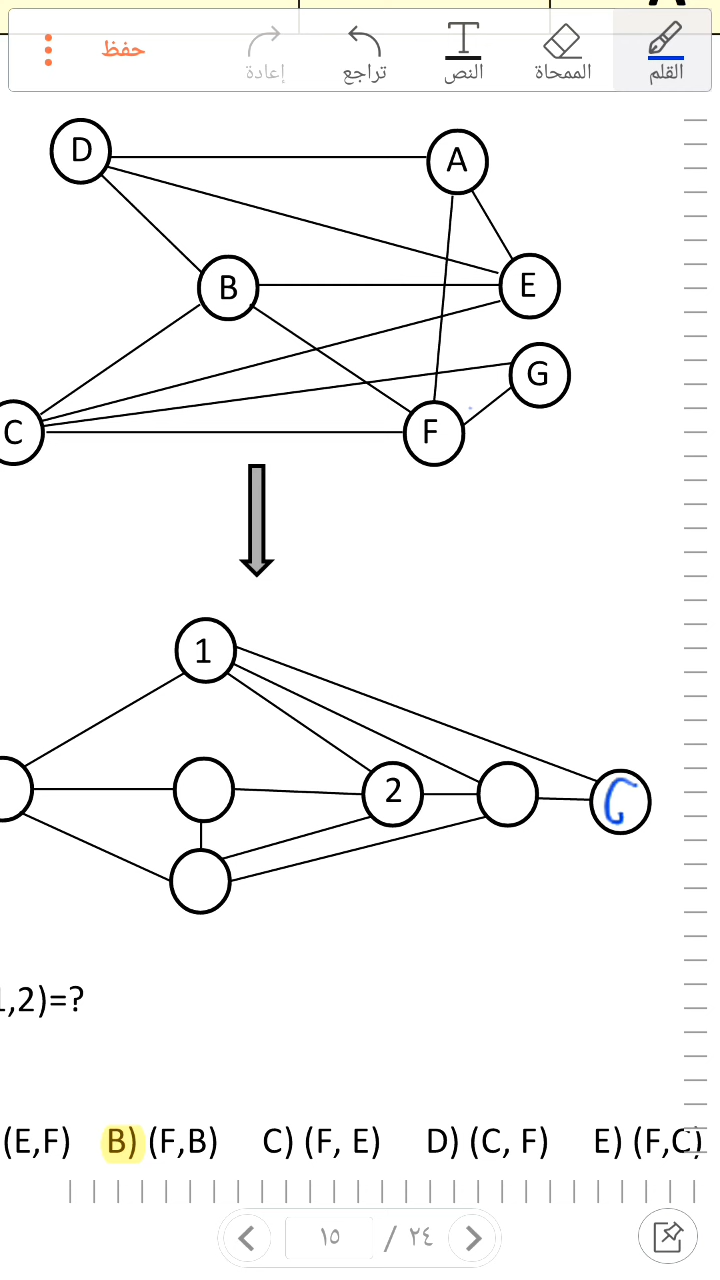 حفظ إعادة تراجع النص الممحاة القلم
D A
B E
G
C F
1
2 G
,2)=?
(E,F) B) (F,B) C) (F, E) D) (C, F) E) (F,C)
١٥ / ٢٤